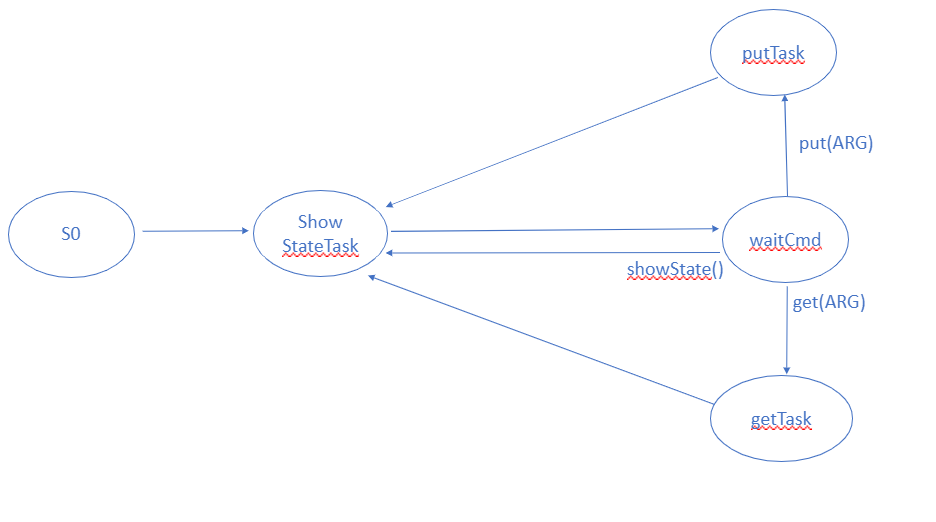 putTask
put(ARG)
S0
Show
StateTask
waitCmd
showState()
get(ARG)
getTask